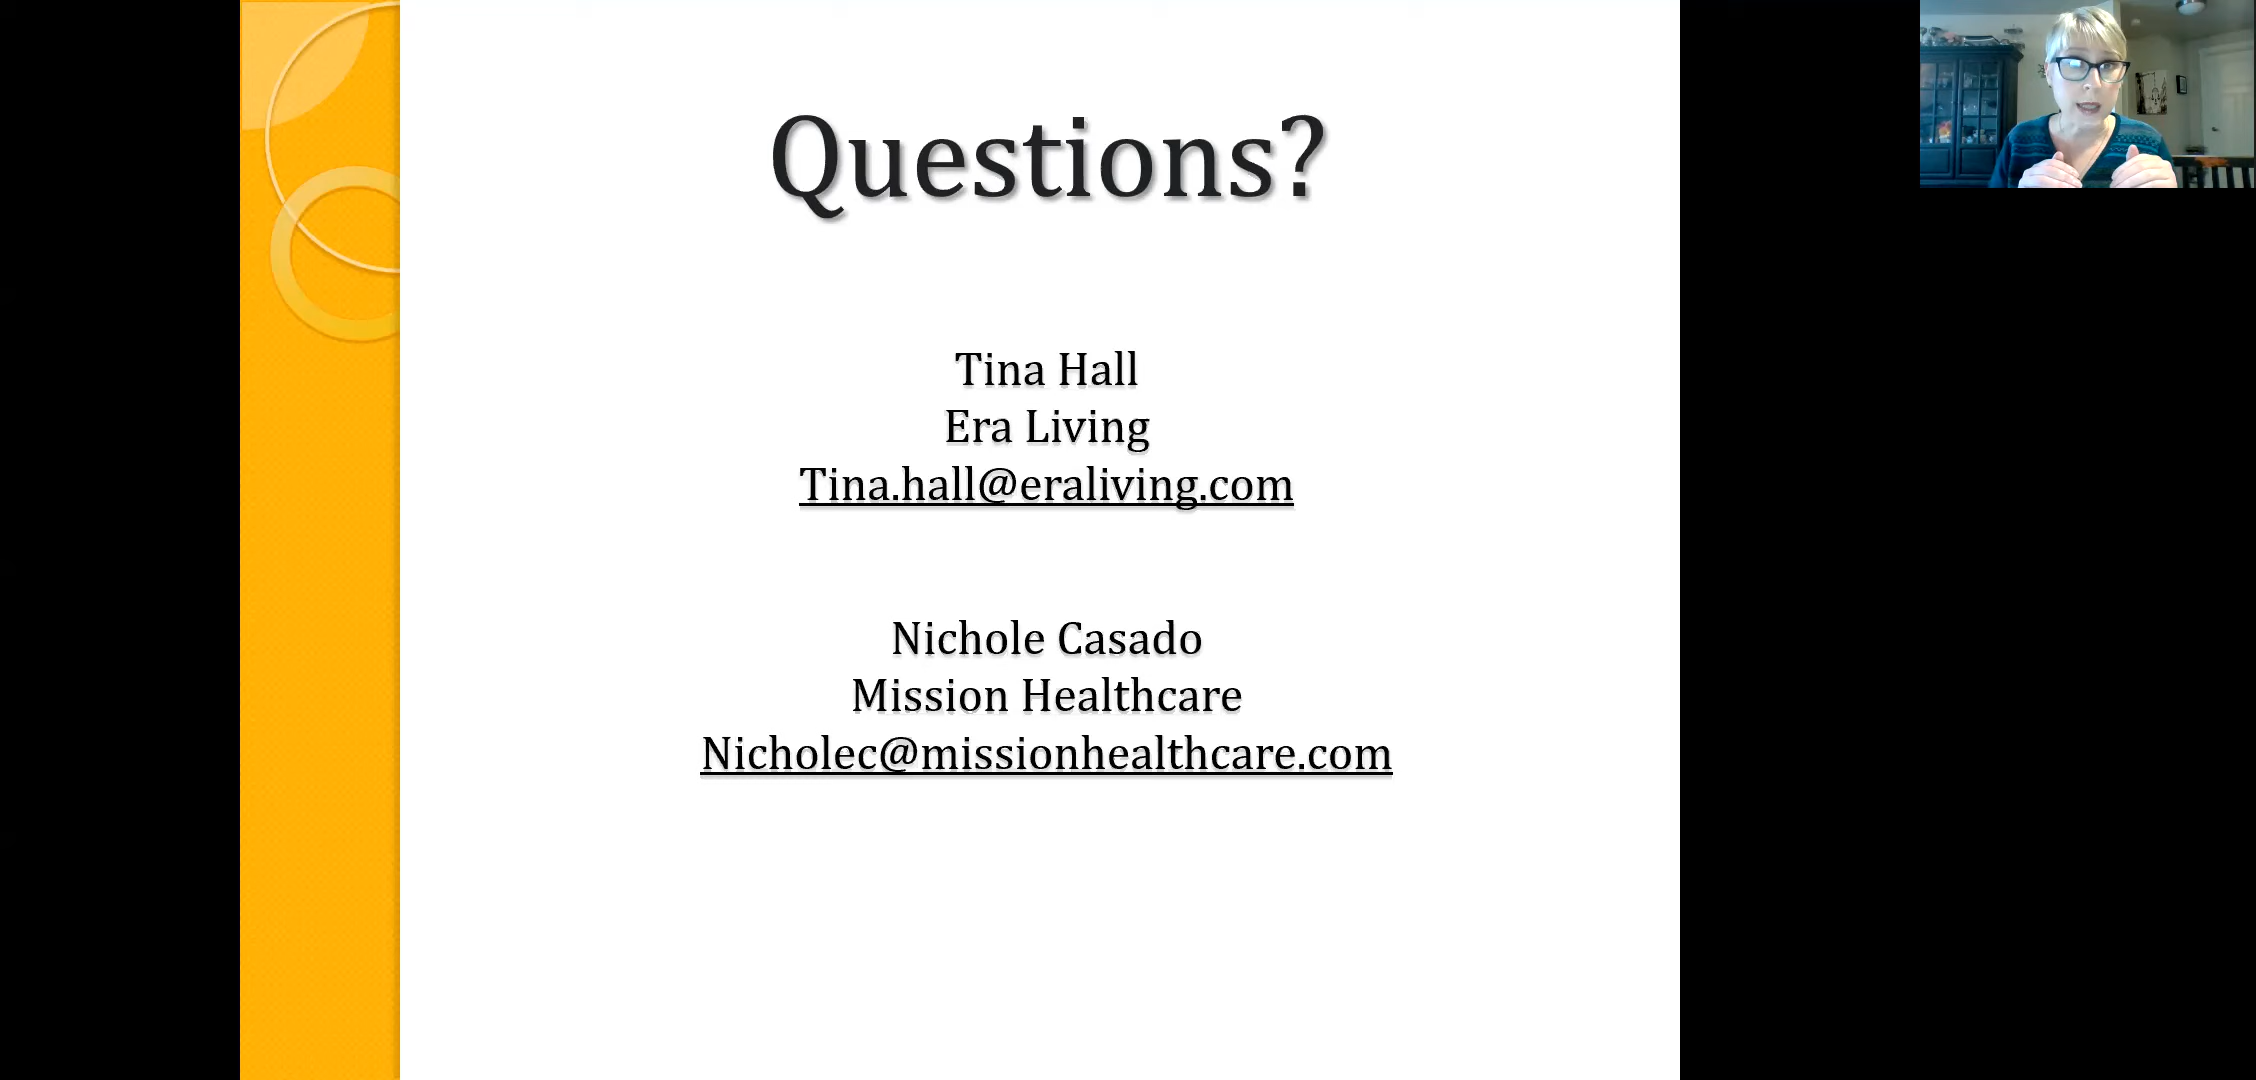 Questions?
Tina Hall
Era Living
Tina.hall@eraliving.com
Nichole Casado
Mission Healthcare
Nicholec@missionhealthcare.com